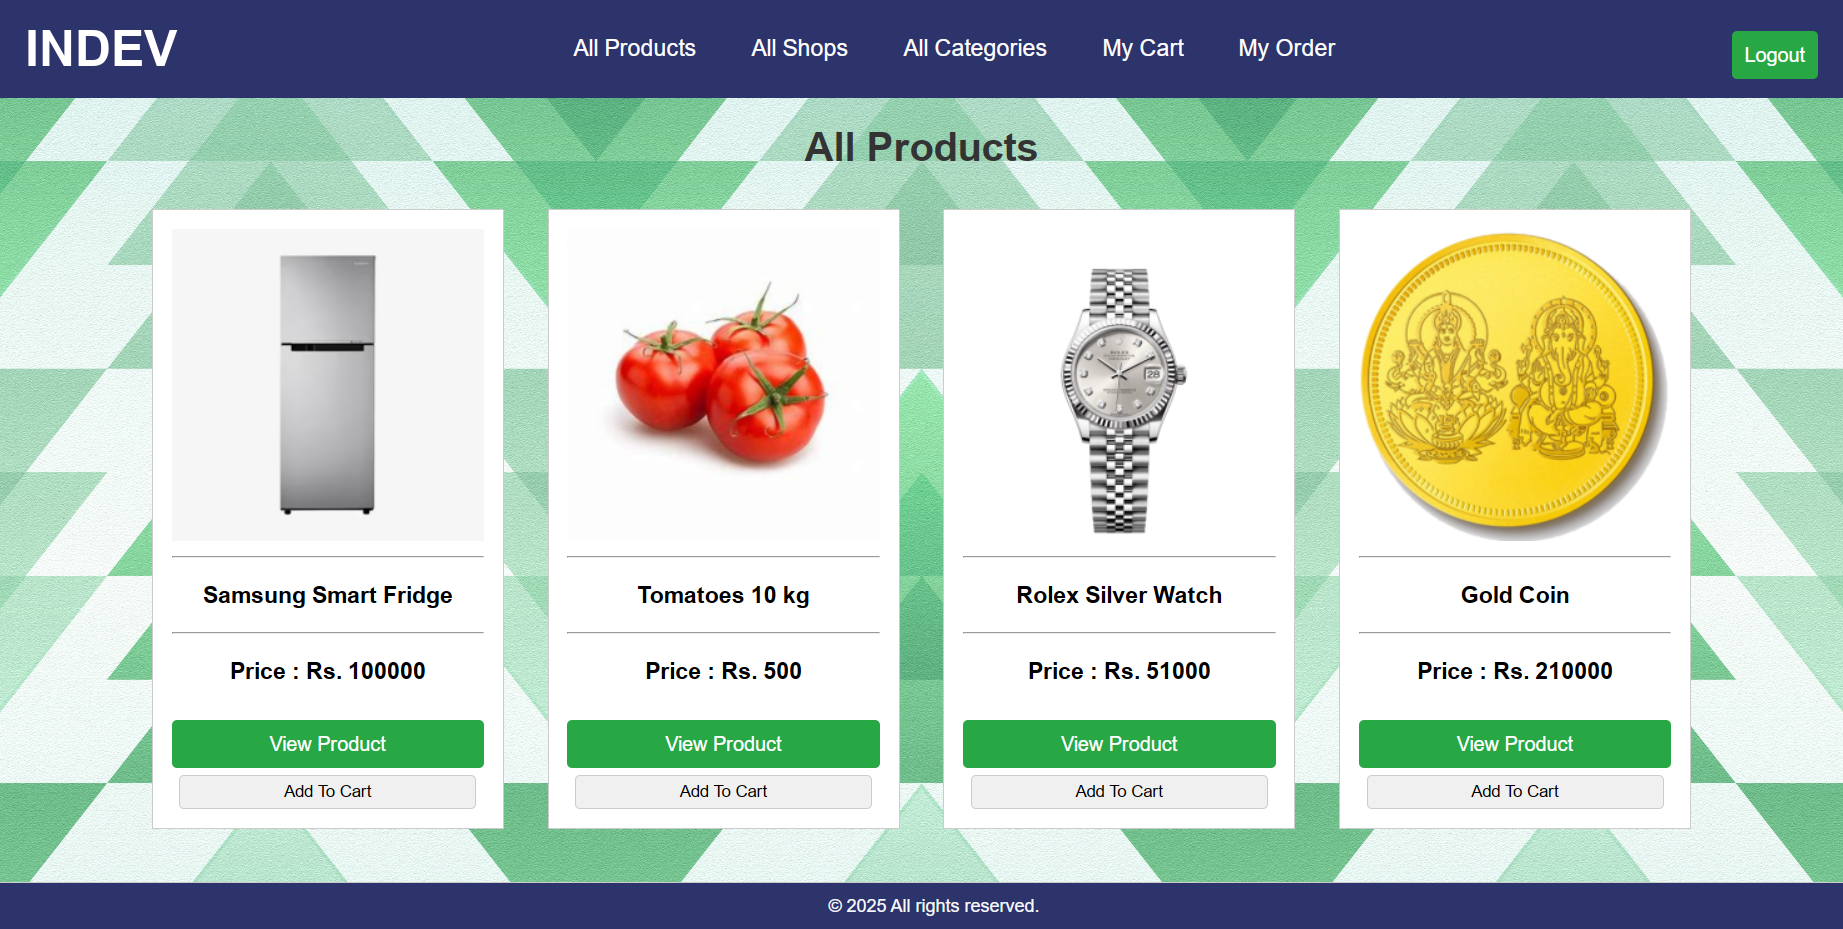 INDEV
All Products All Shops All Categories My Cart My Order
Logout
All Products
ROLEX
28
Samsung Smart Fridge
Tomatoes 10 kg
Rolex Silver Watch
Gold Coin
Price : Rs. 100000
Price : Rs. 500
Price : Rs. 51000
Price : Rs. 210000
View Product
View Product
View Product
View Product
Add To Cart
Add To Cart
Add To Cart
Add To Cart
© 2025 All rights reserved.